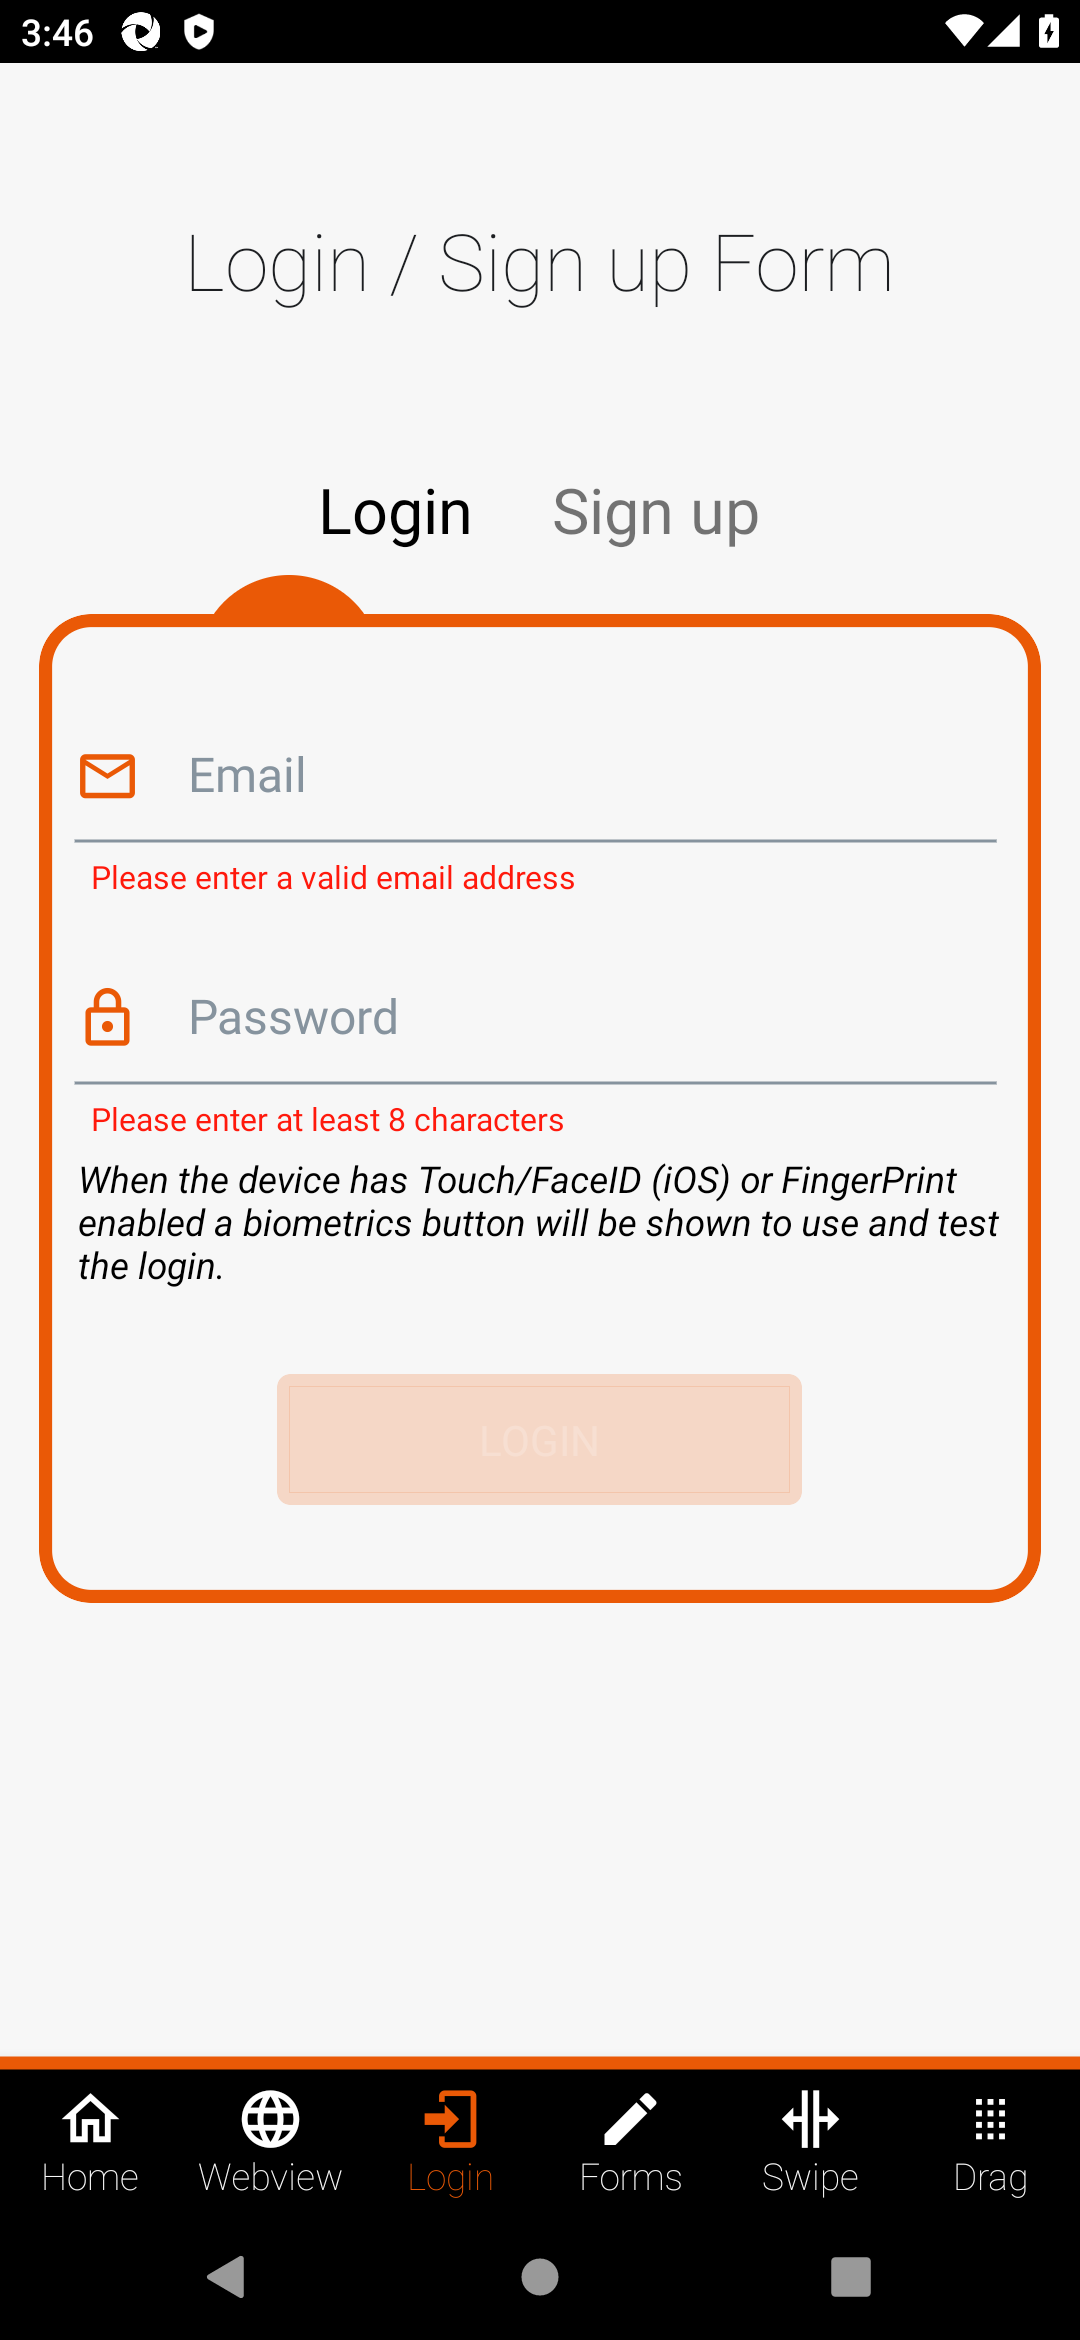 3:46
Login / Sign up Form
Login Sign up
Email
Please enter a valid email address
Password
Please enter at least 8 characters
When the device has Touch/FaceID (iOS) or FingerPrint
enabled a biometrics button will be shown to use and test
the login.
LOGIN
Home Webview Login Forms Swipe Drag